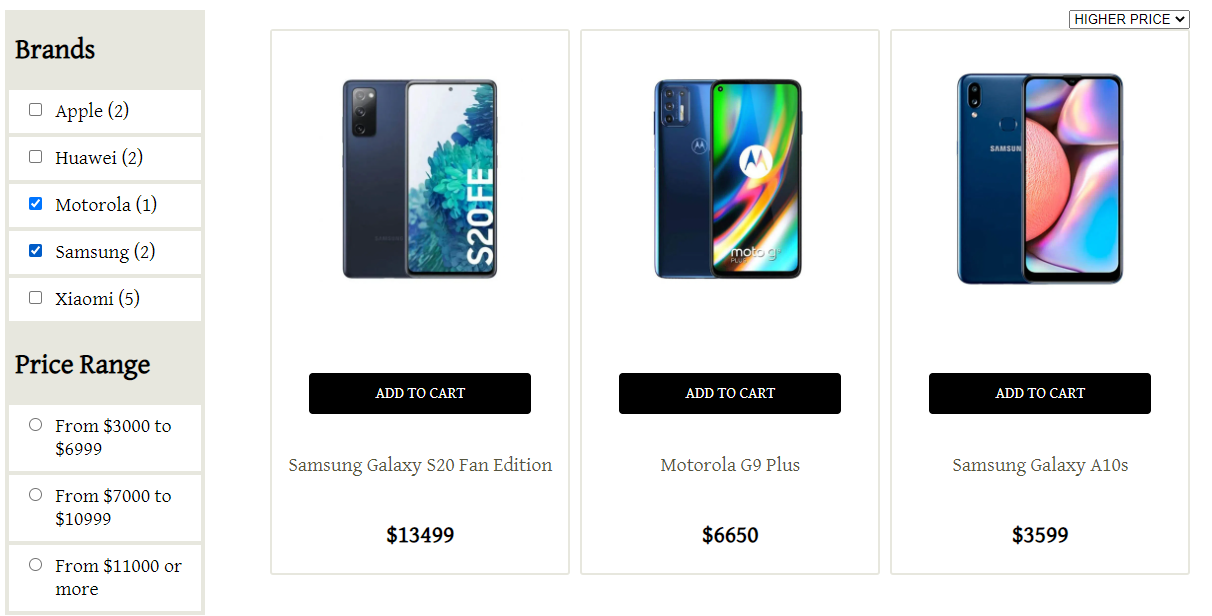 HIGHER PRICE
Brands
Apple (2)
Huawei (2)
Motorola (1)
Samsung (2)
Xiaomi (5)
Price Range
From $3000 to
$6999
From $7000 to
$10999
From $11000 or
more
S20FE
ADD TO CART
Samsung Galaxy S20 Fan Edition
$13499
moto g
PLUS
ADD TO CART
Motorola G9 Plus
$6650
SAMSUN
ADD TO CART
Samsung Galaxy A10s
$3599